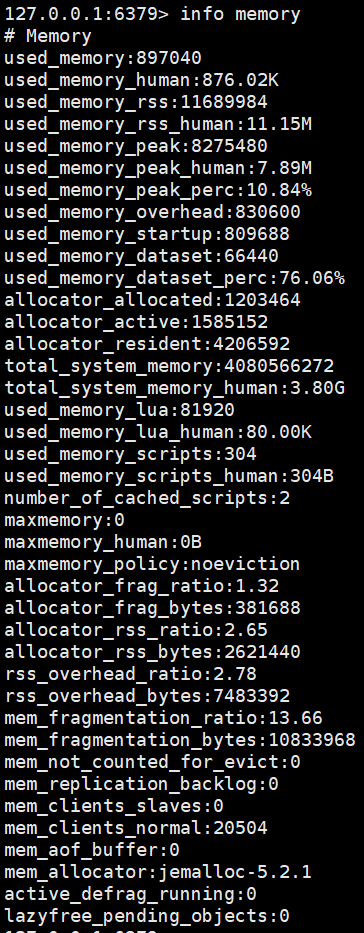 127.0.0.1:6379> info memory
# Memory
used_memory:897040
used_memory_human:876.02K
used_memory_rss:11689984
used_memory_rss_human:11.15M
used_memory_peak:8275480
used_memory_peak_human:7.89M
used_memory_peak_perc:10.84%
used_memory_overhead:830600
used_memory_startup:809688
used_memory_dataset:66440
used_memory_dataset_perc:76.06%
allocator_allocated:1203464
allocator_active:1585152
allocator_resident:4206592
total_system_memory:4080566272
total_system_memory_human:3.80G
used_memory_lua:81920
used_memory_lua_human:80.00K
used_memory_scripts:304
used_memory_scripts_human:304B
number_of_cached_scripts:2
maxmemory:0
maxmemory_human:0B
maxmemory_policy:noeviction
allocator_frag_ratio:1.32
allocator_frag_bytes:381688
allocator_rss_ratio:2.65
allocator_rss_bytes:2621440
rss_overhead_ratio:2.78
rss_overhead_bytes:7483392
mem_fragmentation_ratio:13.66
mem_fragmentation_bytes:10833968
mem_not_counted_for_evict:0
mem_replication_backlog:0
mem_clients_slaves:0
mem_clients_normal:20504
mem_aof_buffer:0
mem_allocator:jemalloc-5.2.1
active_defrag_running:0
lazyfree_pending_objects:0